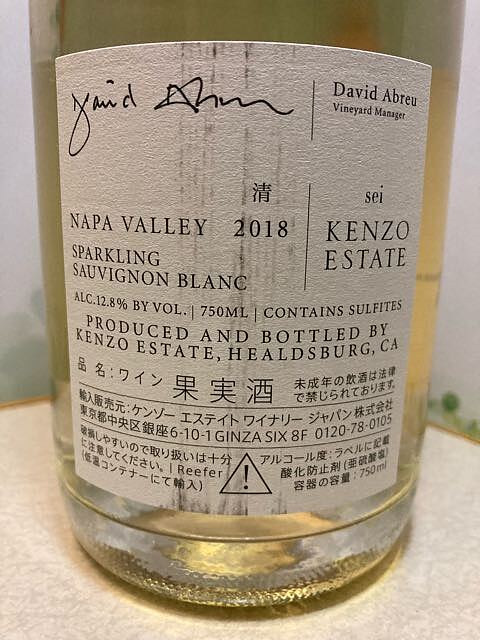 David Abreu
David Abreu
Vineyard Manager
清
sei
NAPA VALLEY 2018
KENZO
ESTATE
SPARKLING
SAUVIGNON BLANC
ALC.12.8% BY VOL. | 750ML | CONTAINS SULFITES
PRODUCED AND BOTTLED BY
KENZO ESTATE, HEALDSBURG, CA
品 名：ワイン 果実酒 未成年の飲酒は法律
で禁じられております。
輸入販売元：ケンゾー エステイト ワイナリー ジャパン 株式会社
東京都中央区銀座6-10-1 GINZA SIX 8F 0120-78-0105
破損しやすいので取り扱いは十分
に注意してください。 | Reefer
(低温コンテナーにて輸入)
!
アルコール度：ラベルに記載
酸化防止剤 (亜硫酸塩)
容器の容量：750ml